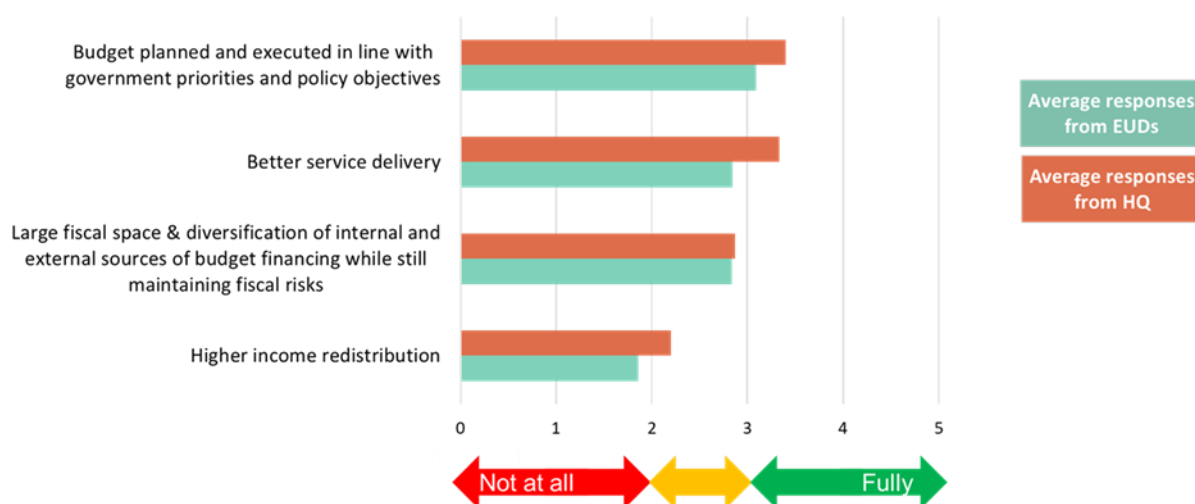 Budget planned and executed in line with
government priorities and policy objectives
Better service delivery
Large fiscal space & diversification of internal and
external sources of budget financing while still
maintaining fiscal risks
Higher income redistribution
0 1 2 3 4 5
Not at all
Fully
Average responses
from EUDs
Average responses
from HQ